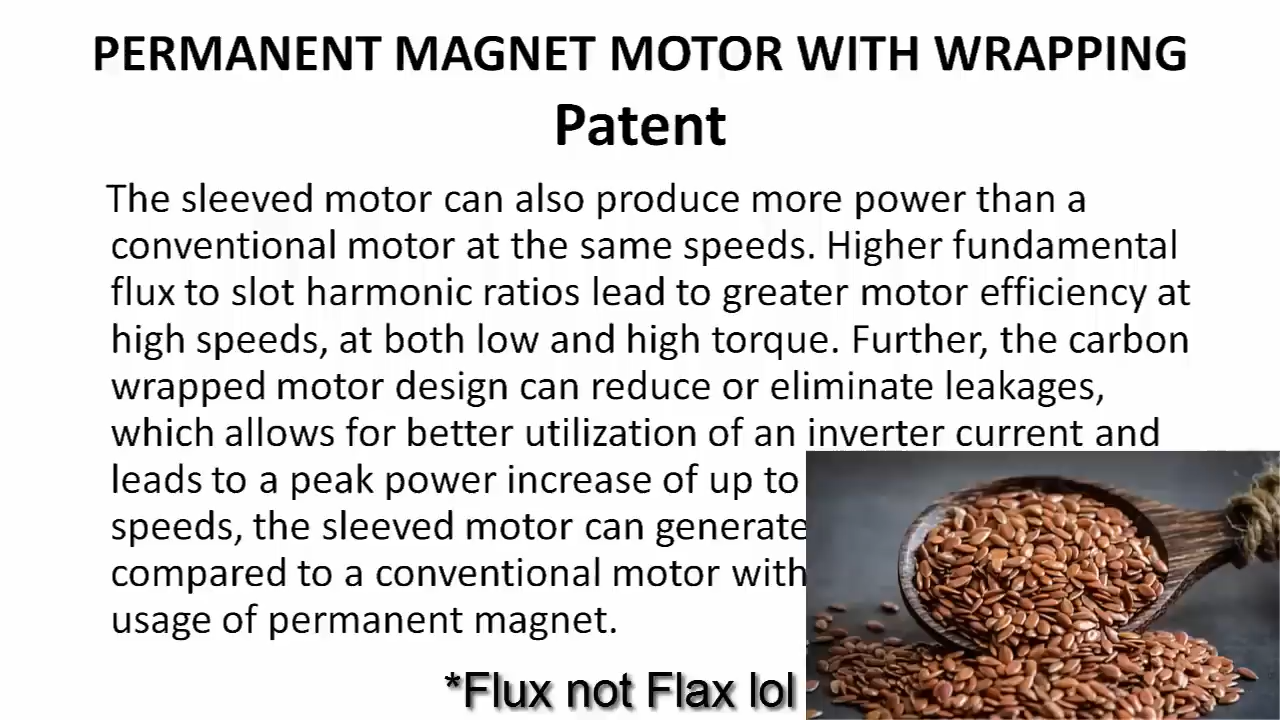 PERMANENT MAGNET MOTOR WITH WRAPPING
Patent
The sleeved motor can also produce more power than a
conventional motor at the same speeds. Higher fundamental
flux to slot harmonic ratios lead to greater motor efficiency at
high speeds, at both low and high torque. Further, the carbon
wrapped motor design can reduce or eliminate leakages,
which allows for better utilization of an inverter current and
leads to a peak power increase of up to
speeds, the sleeved motor can generate
compared to a conventional motor with
usage of permanent magnet.
*Flux not Flax lol